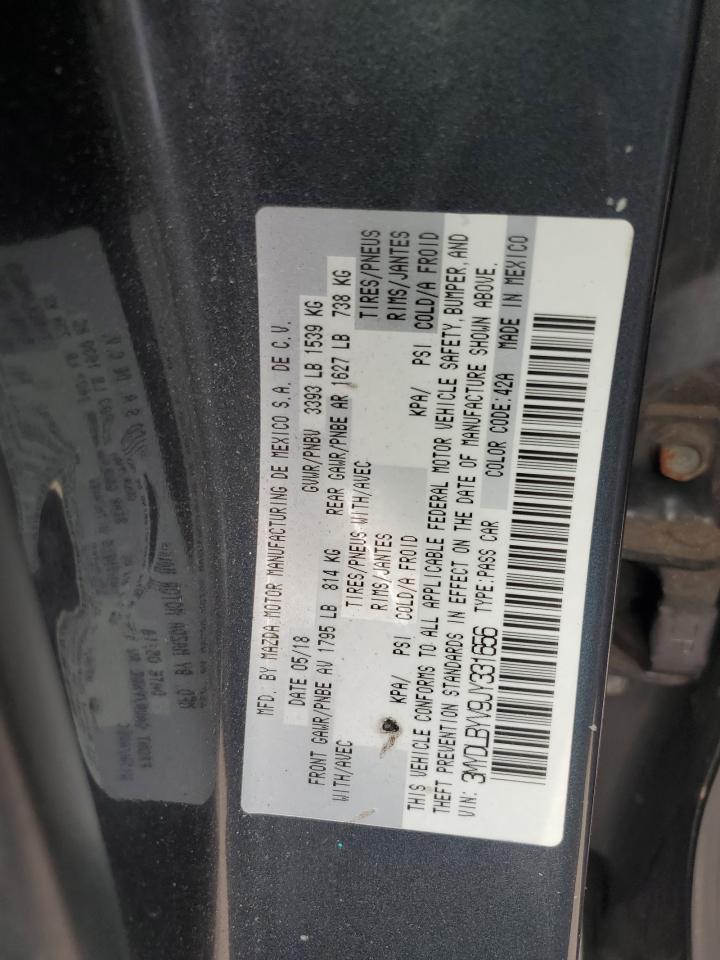 MFD. BY MAZDA MOTOR MANUFACTURING DE MEXICO S.A. DE C.V.
DATE 05/18 GVWR/PNBV 3393 LB 1539 KG
FRONT GAWR/PNBE AV 1795 LB 814 KG REAR GAWR/PNBE AR 1627 LB 738 KG
WITH/AVEC TIRES/PNEUS WITH/AVEC TIRES/PNEUS
RIMS/JANTES RIMS/JANTES
KPA/ PSI COLD/A FROID KPA/ PSI COLD/A FROID
THIS VEHICLE CONFORMS TO ALL APPLICABLE FEDERAL MOTOR VEHICLE SAFETY, BUMPER, AND
THEFT PREVENTION STANDARDS IN EFFECT ON THE DATE OF MANUFACTURE SHOWN ABOVE.
VIN: 3MYDLBYV9JY331656 TYPE:PASS CAR COLOR CODE:42A MADE IN MEXICO